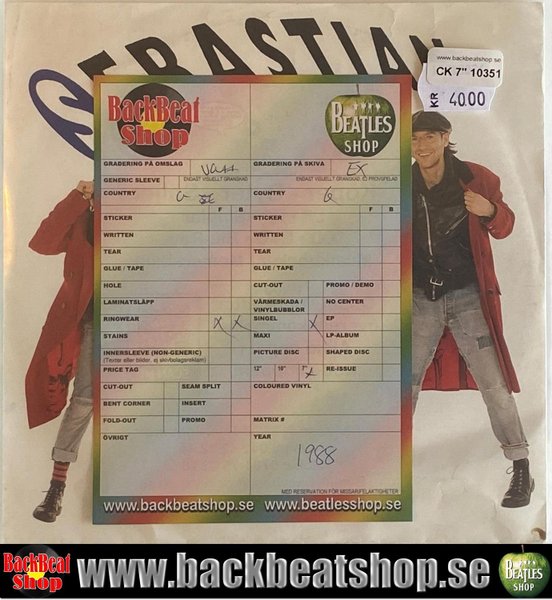 SEBASTIAN
www.backbeatshop.se
CK 7" 10351
KR 40.00
BackBeat Shop
BEATLES SHOP
GRADERING PÅ OMSLAG
GRADERING PÅ SKIVA EX
GENERIC SLEEVE ENDAST VISUELLT GRANSKAD
ENDAST VISUELLT GRANSKAD, EJ PROVSPELAD
COUNTRY
COUNTRY
F B F B
STICKER STICKER
WRITTEN WRITTEN
TEAR TEAR
GLUE / TAPE GLUE / TAPE
HOLE CUT-OUT PROMO / DEMO
LAMINATSLÄPP VÄRMESKADA / VINYLBUBBLOR NO CENTER
RINGWEAR X X SINGEL X EP
STAINS MAXI LP-ALBUM
INNERSLEEVE (NON-GENERIC) PICTURE DISC SHAPED DISC
(Texter eller bilder, ej skivbolagsreklam)
PRICE TAG 12" 10" 7" X RE-ISSUE
CUT-OUT SEAM SPLIT COLOURED VINYL
BENT CORNER INSERT
FOLD-OUT PROMO MATRIX #
ÖVRIGT YEAR
1988
MED RESERVATION FÖR MISSAR/FELAKTIGHETER
www.backbeatshop.se www.beatlesshop.se
BackBeat Shop www.backbeatshop.se BEATLES SHOP